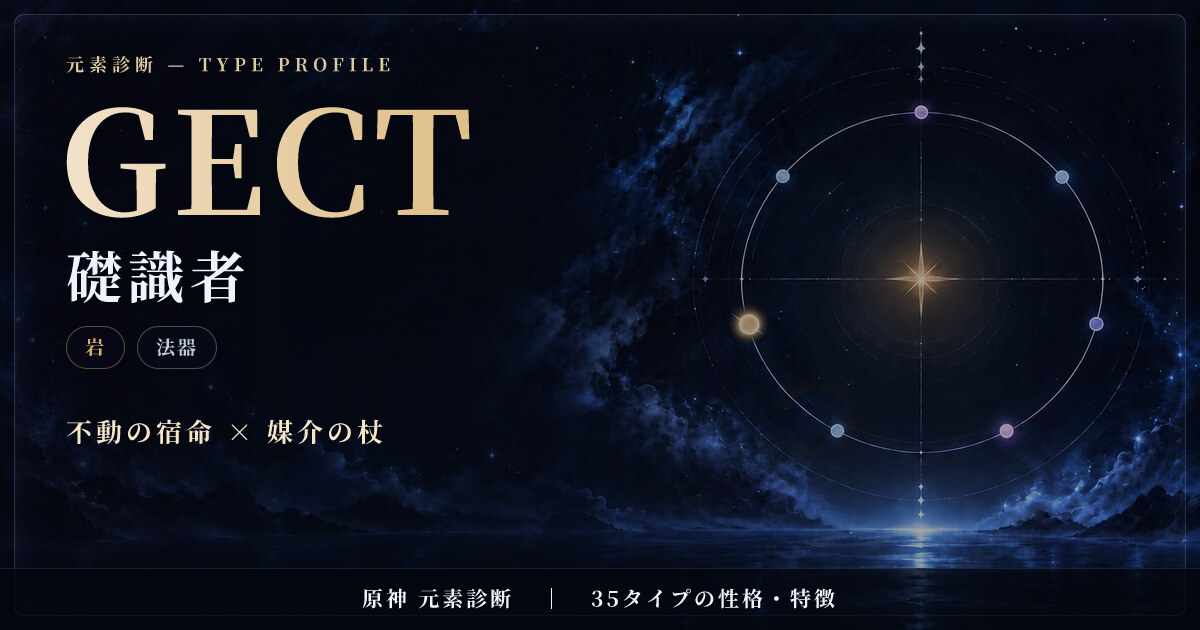 元素診断 — TYPE PROFILE
GECT
礎識者
岩 法器
不動の宿命 × 媒介の杖
原神 元素診断 | 35タイプの性格・特徴